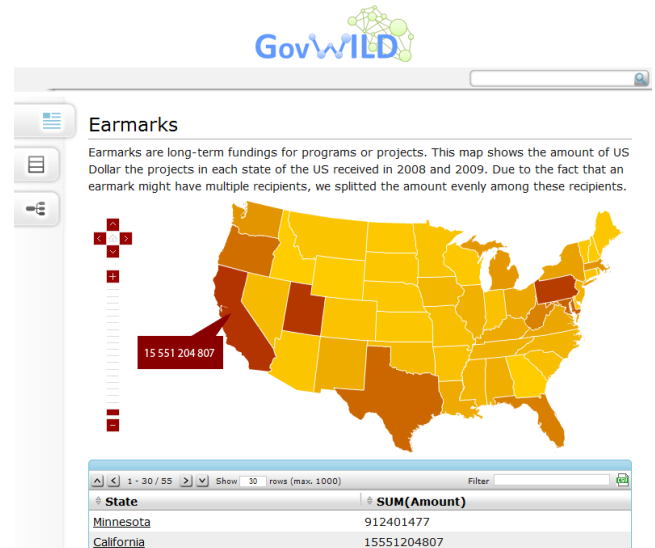 GovWILD
Earmarks
Earmarks are long-term fundings for programs or projects. This map shows the amount of US
Dollar the projects in each state of the US received in 2008 and 2009. Due to the fact that an
earmark might have multiple recipients, we splitted the amount evenly among these recipients.
15 551 204 807
1 - 30 / 55 Show 30 rows (max. 1000) Filter
State SUM(Amount)
Minnesota 912401477
California 15551204807